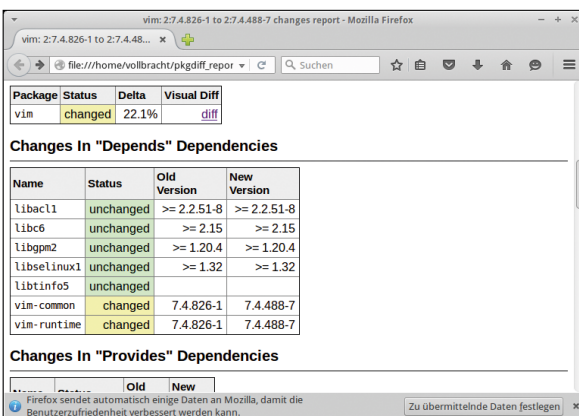 vim: 2:7.4.826-1 to 2:7.4.488-7 changes report - Mozilla Firefox
vim: 2:7.4.826-1 to 2:7.4.48...
file:///home/vollbracht/pkgdiff_repor
Suchen
Package Status Delta Visual Diff
vim changed 22.1% diff
Changes In "Depends" Dependencies
Name Status Old Version New Version
libacl1 unchanged >= 2.2.51-8 >= 2.2.51-8
libc6 unchanged >= 2.15 >= 2.15
libgpm2 unchanged >= 1.20.4 >= 1.20.4
libselinux1 unchanged >= 1.32 >= 1.32
libtinfo5 unchanged
vim-common changed 7.4.826-1 7.4.488-7
vim-runtime changed 7.4.826-1 7.4.488-7
Changes In "Provides" Dependencies
Name Status Old New
Firefox sendet automatisch einige Daten an Mozilla, damit die
Benutzerzufriedenheit verbessert werden kann.
Zu übermittelnde Daten festlegen